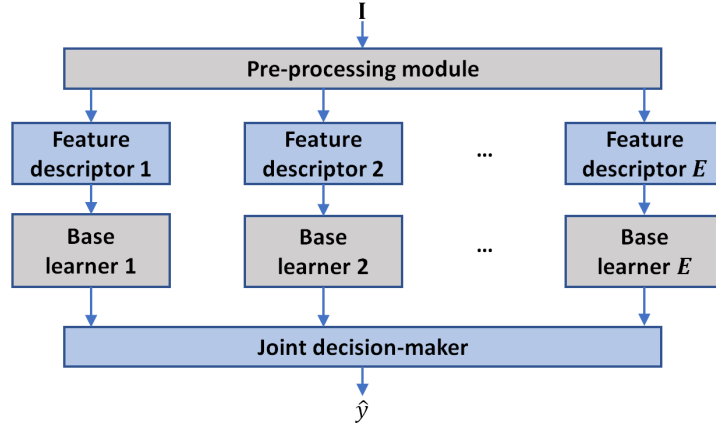 I
Pre-processing module
Feature
descriptor 1
Feature
descriptor 2
...
Feature
descriptor E
Base
learner 1
Base
learner 2
...
Base
learner E
Joint decision-maker
ŷ